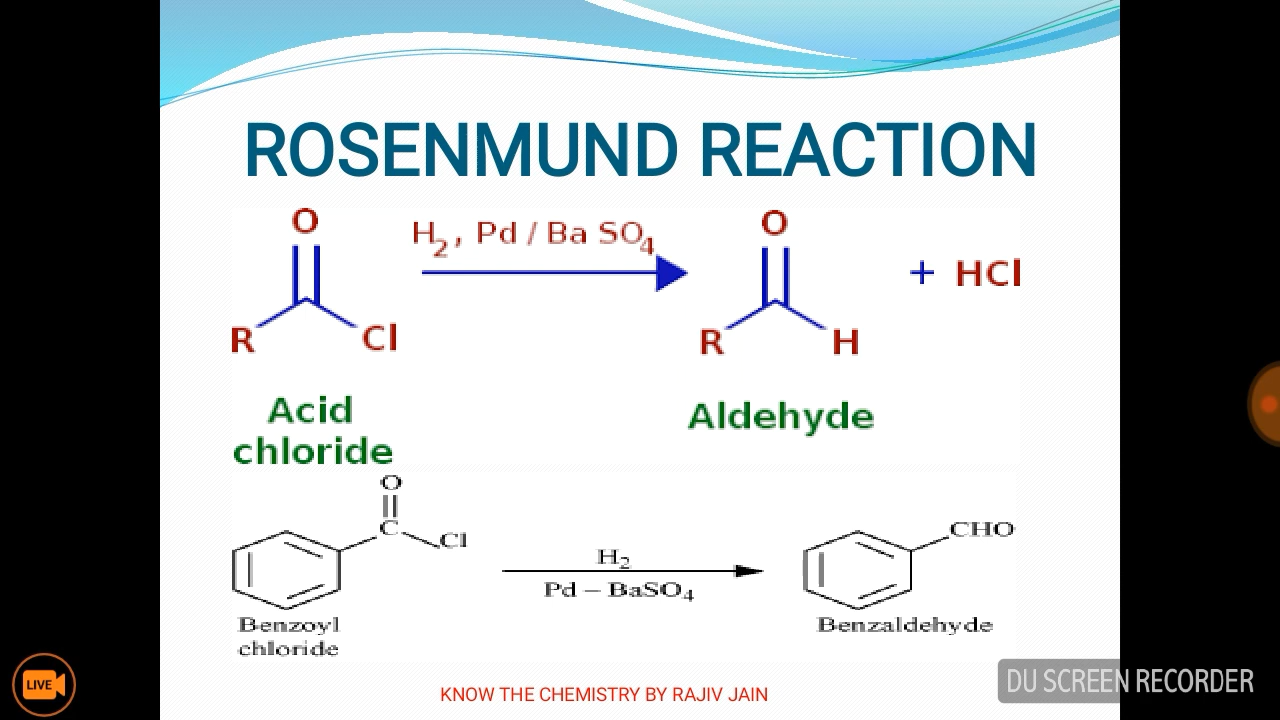 ROSENMUND REACTION
O
H2, Pd / Ba SO4
O
+ HCl
R
Cl
R
H
Acid
chloride
Aldehyde
O
C
Cl
H2
Pd – BaSO4
CHO
Benzoyl
chloride
Benzaldehyde
LIVE
KNOW THE CHEMISTRY BY RAJIV JAIN
DU SCREEN RECORDER